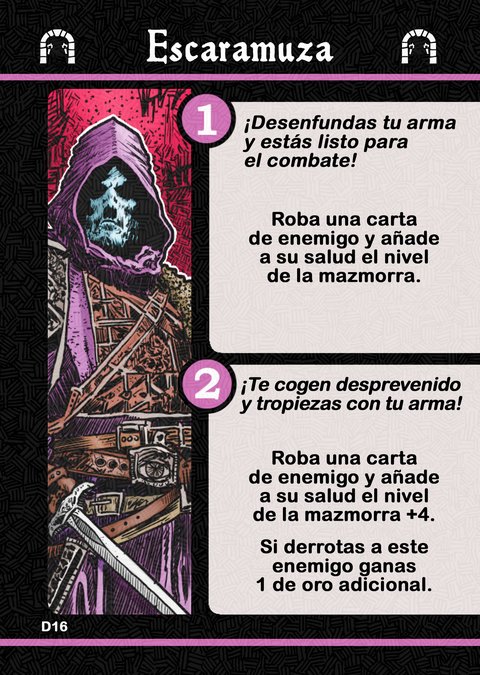 Escaramuza
1
¡Desenfundas tu arma
y estás listo para
el combate!
Roba una carta
de enemigo y añade
a su salud el nivel
de la mazmorra.
2
¡Te cogen desprevenido
y tropiezas con tu arma!
Roba una carta
de enemigo y añade
a su salud el nivel
de la mazmorra +4.
Si derrotas a este
enemigo ganas
1 de oro adicional.
D16